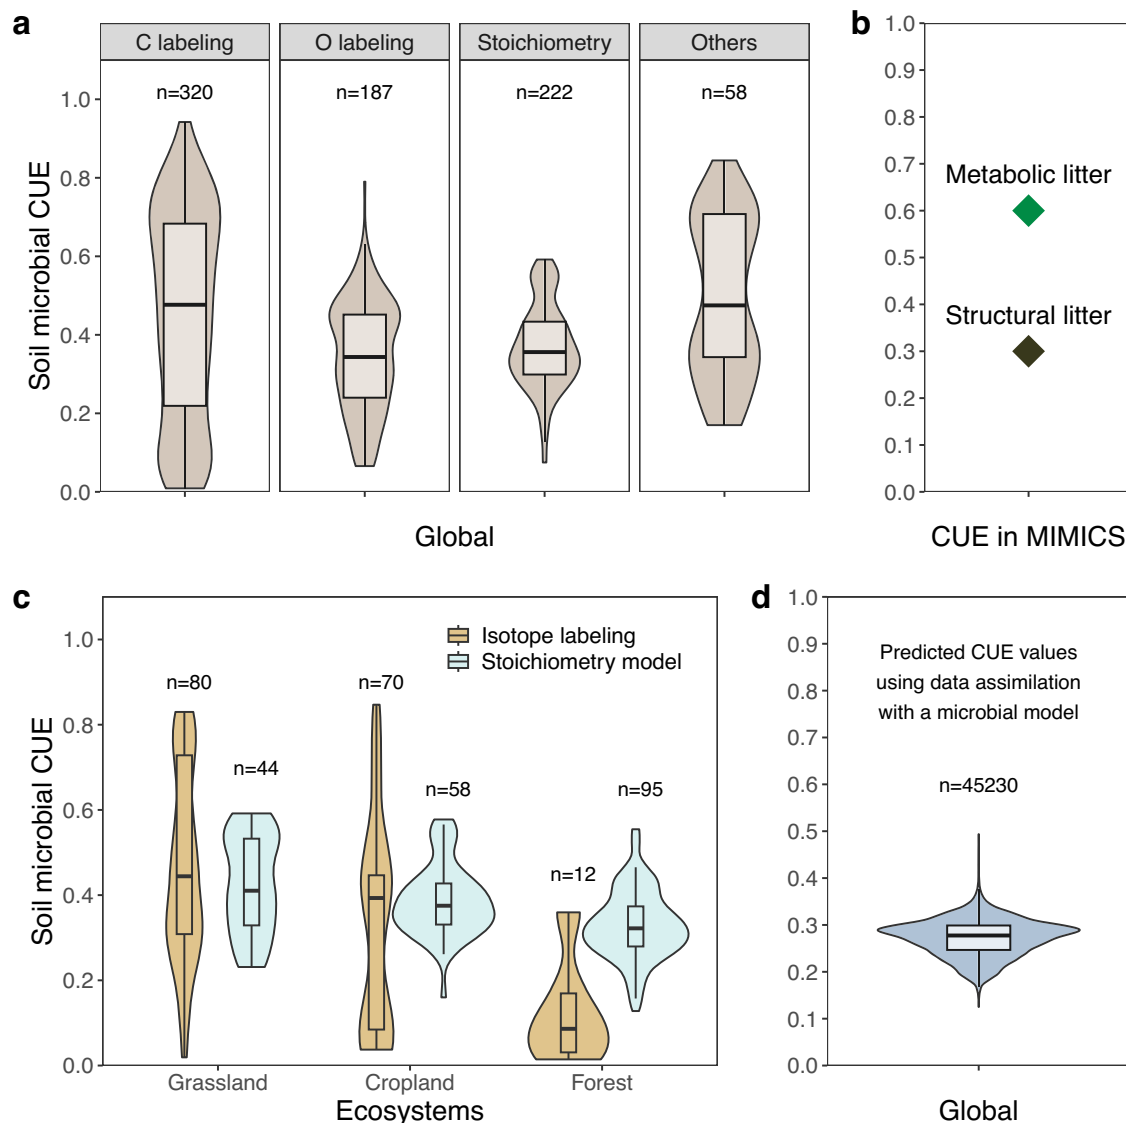 a
C labeling
O labeling
Stoichiometry
Others
n=320
n=187
n=222
n=58
1.0
0.8
0.6
0.4
0.2
0.0
Soil microbial CUE
Global
b
1.0
0.9
0.8
0.7
0.6
0.5
0.4
0.3
0.2
0.1
0.0
Metabolic litter
Structural litter
CUE in MIMICS
c
Isotope labeling
Stoichiometry model
n=80
n=44
n=70
n=58
n=12
n=95
1.0
0.8
0.6
0.4
0.2
0.0
Soil microbial CUE
Grassland
Cropland
Forest
Ecosystems
d
1.0
0.9
0.8
0.7
0.6
0.5
0.4
0.3
0.2
0.1
0.0
Predicted CUE values
using data assimilation
with a microbial model
n=45230
Global